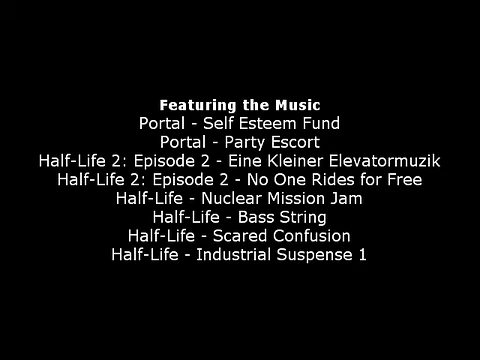 Featuring the Music
Portal - Self Esteem Fund
Portal - Party Escort
Half-Life 2: Episode 2 - Eine Kleiner Elevatormuzik
Half-Life 2: Episode 2 - No One Rides for Free
Half-Life - Nuclear Mission Jam
Half-Life - Bass String
Half-Life - Scared Confusion
Half-Life - Industrial Suspense 1